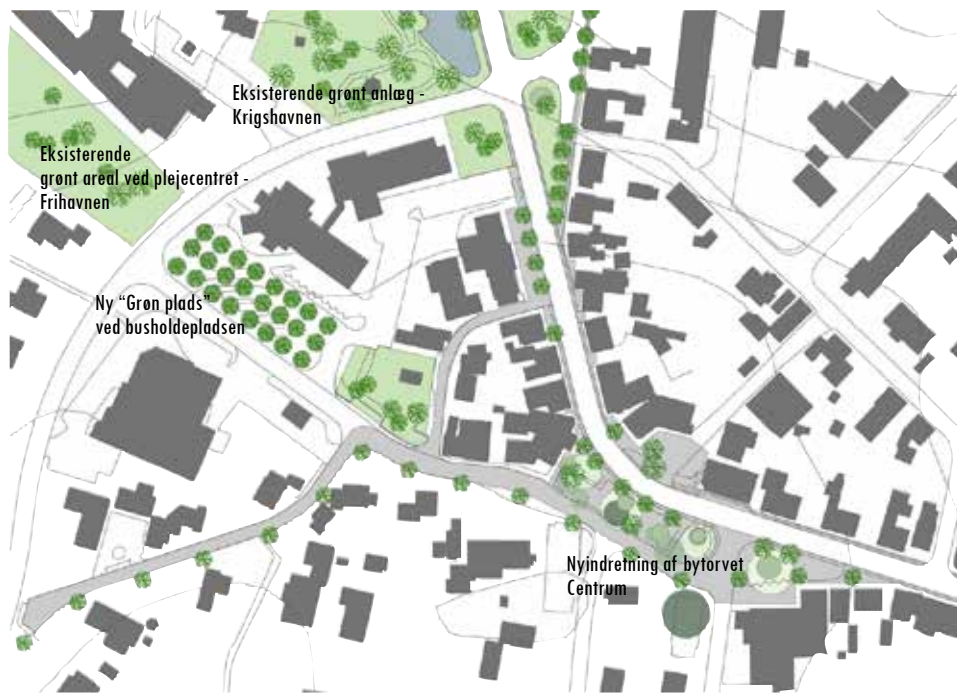 Eksisterende grønt anlæg -
Krigshavnen
Eksisterende
grønt areal ved plejecentret -
Frihavnen
Ny “Grøn plads”
ved busholdepladsen
Nyindretning af bytorvet
Centrum